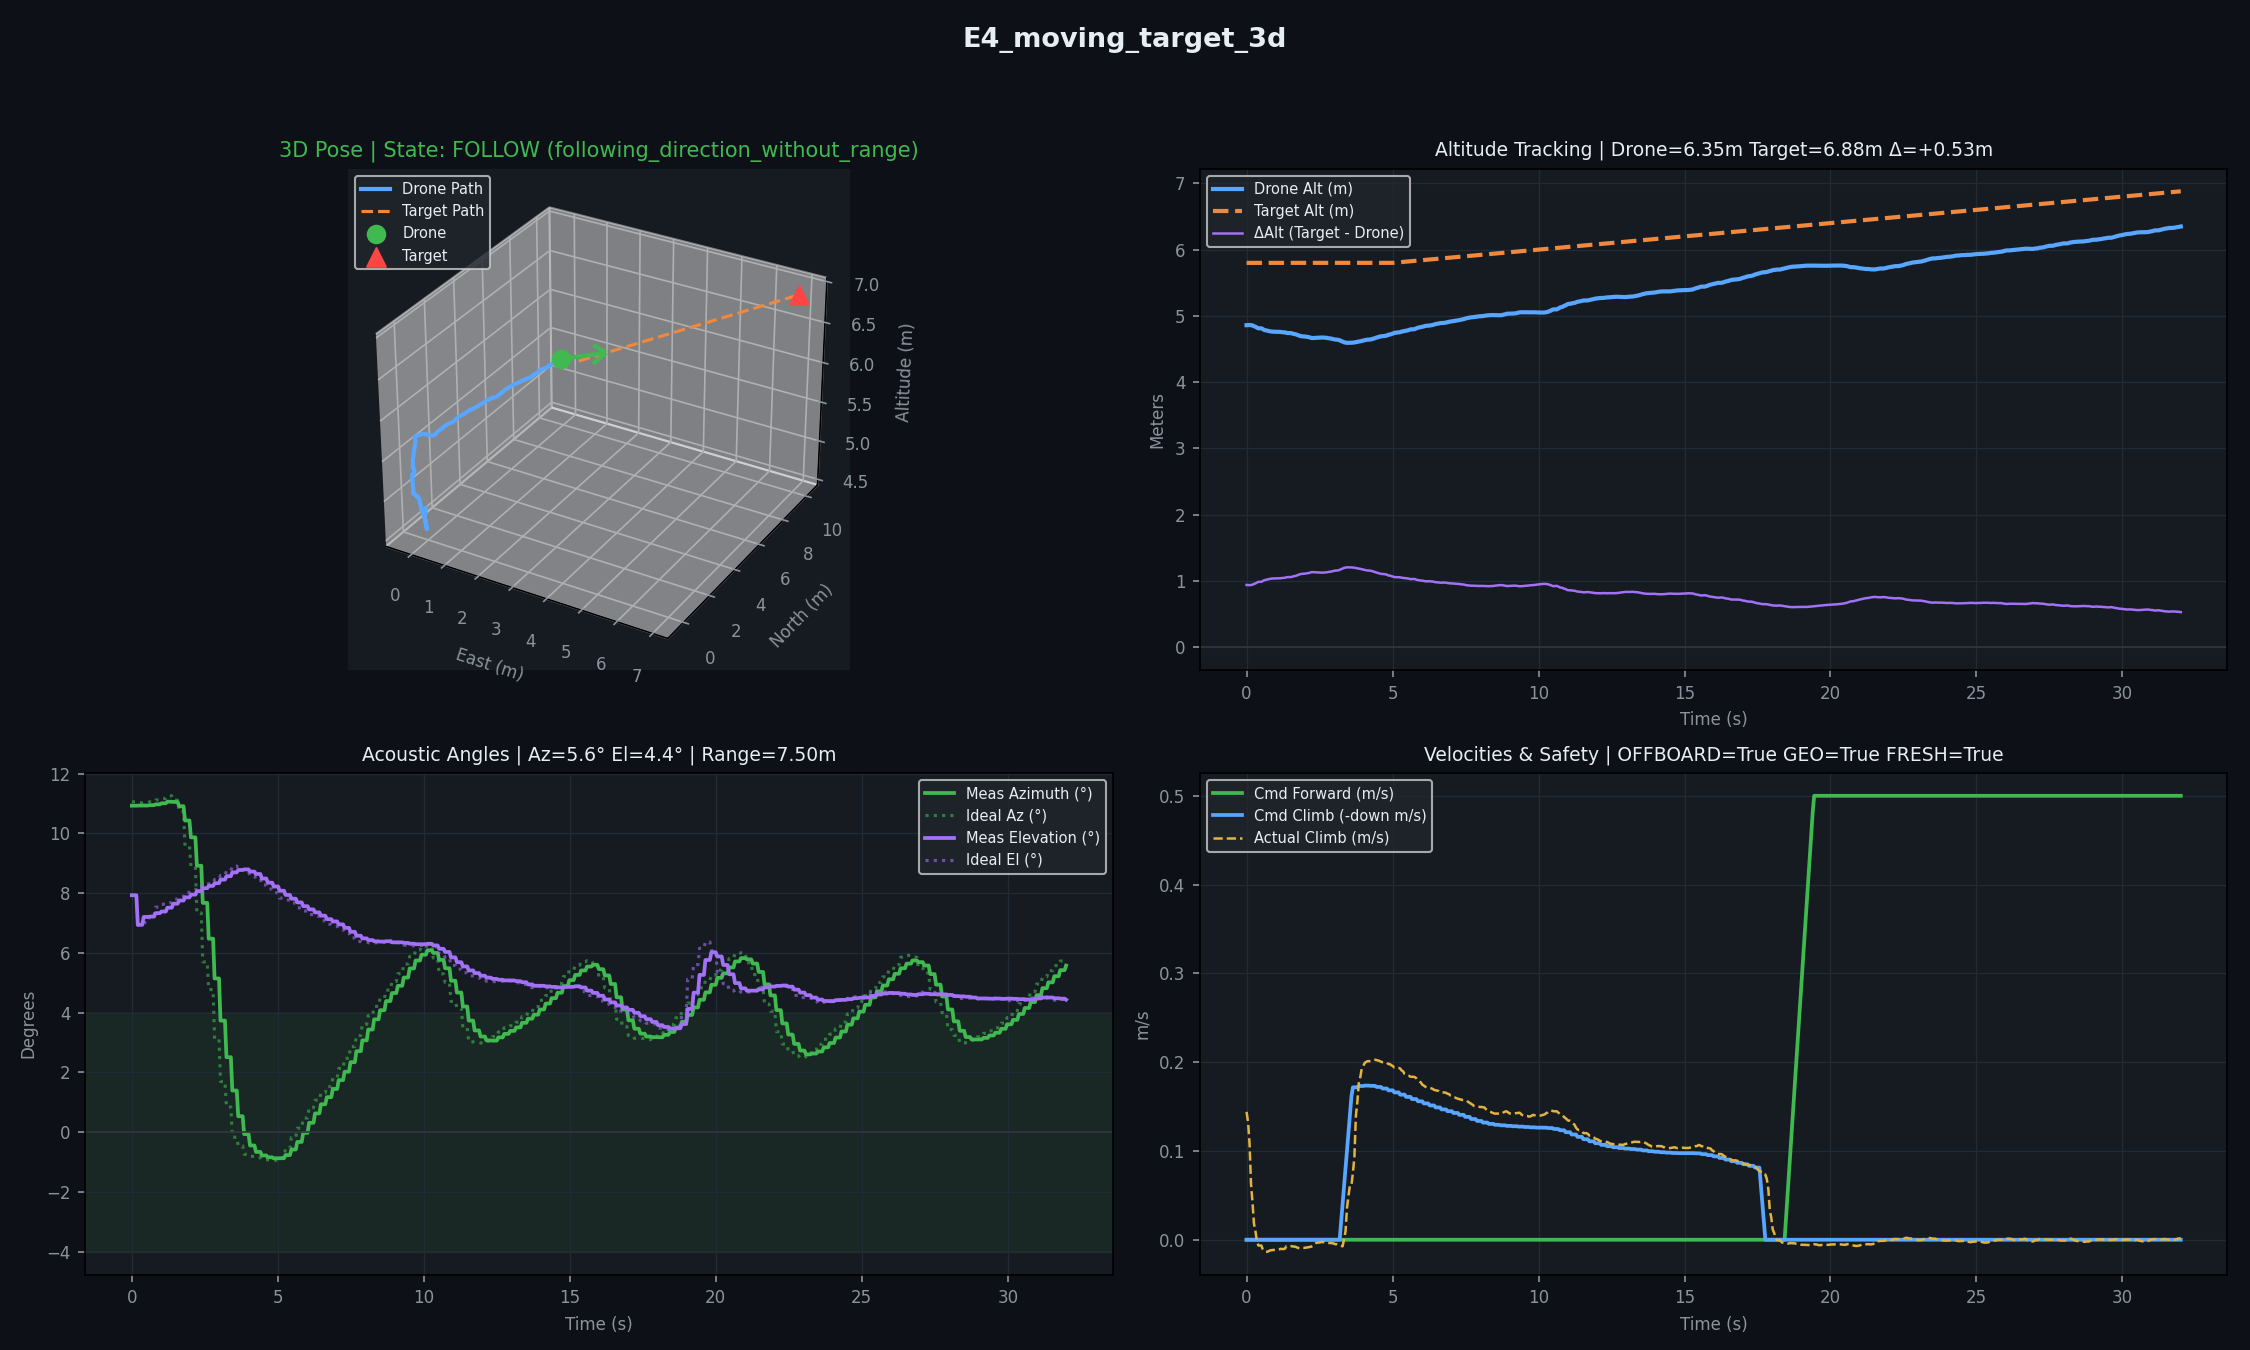 E4_moving_target_3d
3D Pose | State: FOLLOW (following_direction_without_range)
Drone Path
Target Path
Drone
Target
7.0
6.5
6.0
5.5
5.0
4.5
Altitude (m)
0
1
2
3
4
5
6
7
East (m)
0
2
4
6
8
10
North (m)
Altitude Tracking | Drone=6.35m Target=6.88m Δ=+0.53m
Drone Alt (m)
Target Alt (m)
ΔAlt (Target - Drone)
7
6
5
4
3
2
1
0
Meters
0
5
10
15
20
25
30
Time (s)
Acoustic Angles | Az=5.6° El=4.4° | Range=7.50m
Meas Azimuth (°)
Ideal Az (°)
Meas Elevation (°)
Ideal El (°)
12
10
8
6
4
2
0
−2
−4
Degrees
0
5
10
15
20
25
30
Time (s)
Velocities & Safety | OFFBOARD=True GEO=True FRESH=True
Cmd Forward (m/s)
Cmd Climb (-down m/s)
Actual Climb (m/s)
0.5
0.4
0.3
0.2
0.1
0.0
m/s
0
5
10
15
20
25
30
Time (s)